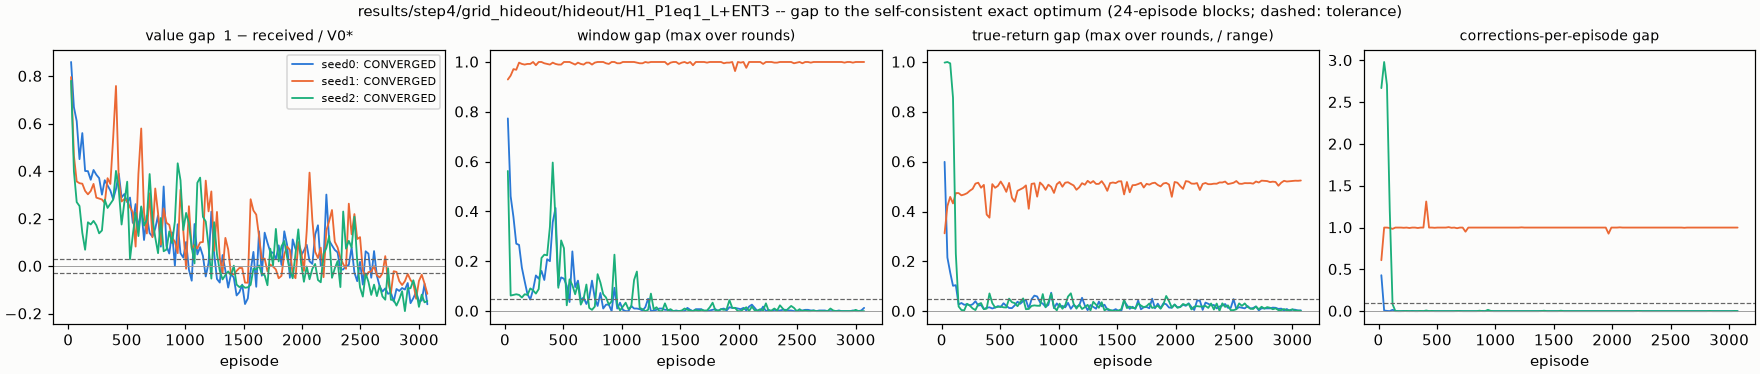 results/step4/grid_hideout/hideout/H1_P1eq1_L+ENT3 -- gap to the self-consistent exact optimum (24-episode blocks; dashed: tolerance)
value gap 1 − received / V0*
seed0: CONVERGED
seed1: CONVERGED
seed2: CONVERGED
0.8
0.6
0.4
0.2
0.0
−0.2
0 500 1000 1500 2000 2500 3000
episode
window gap (max over rounds)
1.0
0.8
0.6
0.4
0.2
0.0
0 500 1000 1500 2000 2500 3000
episode
true-return gap (max over rounds, / range)
1.0
0.8
0.6
0.4
0.2
0.0
0 500 1000 1500 2000 2500 3000
episode
corrections-per-episode gap
3.0
2.5
2.0
1.5
1.0
0.5
0.0
0 500 1000 1500 2000 2500 3000
episode